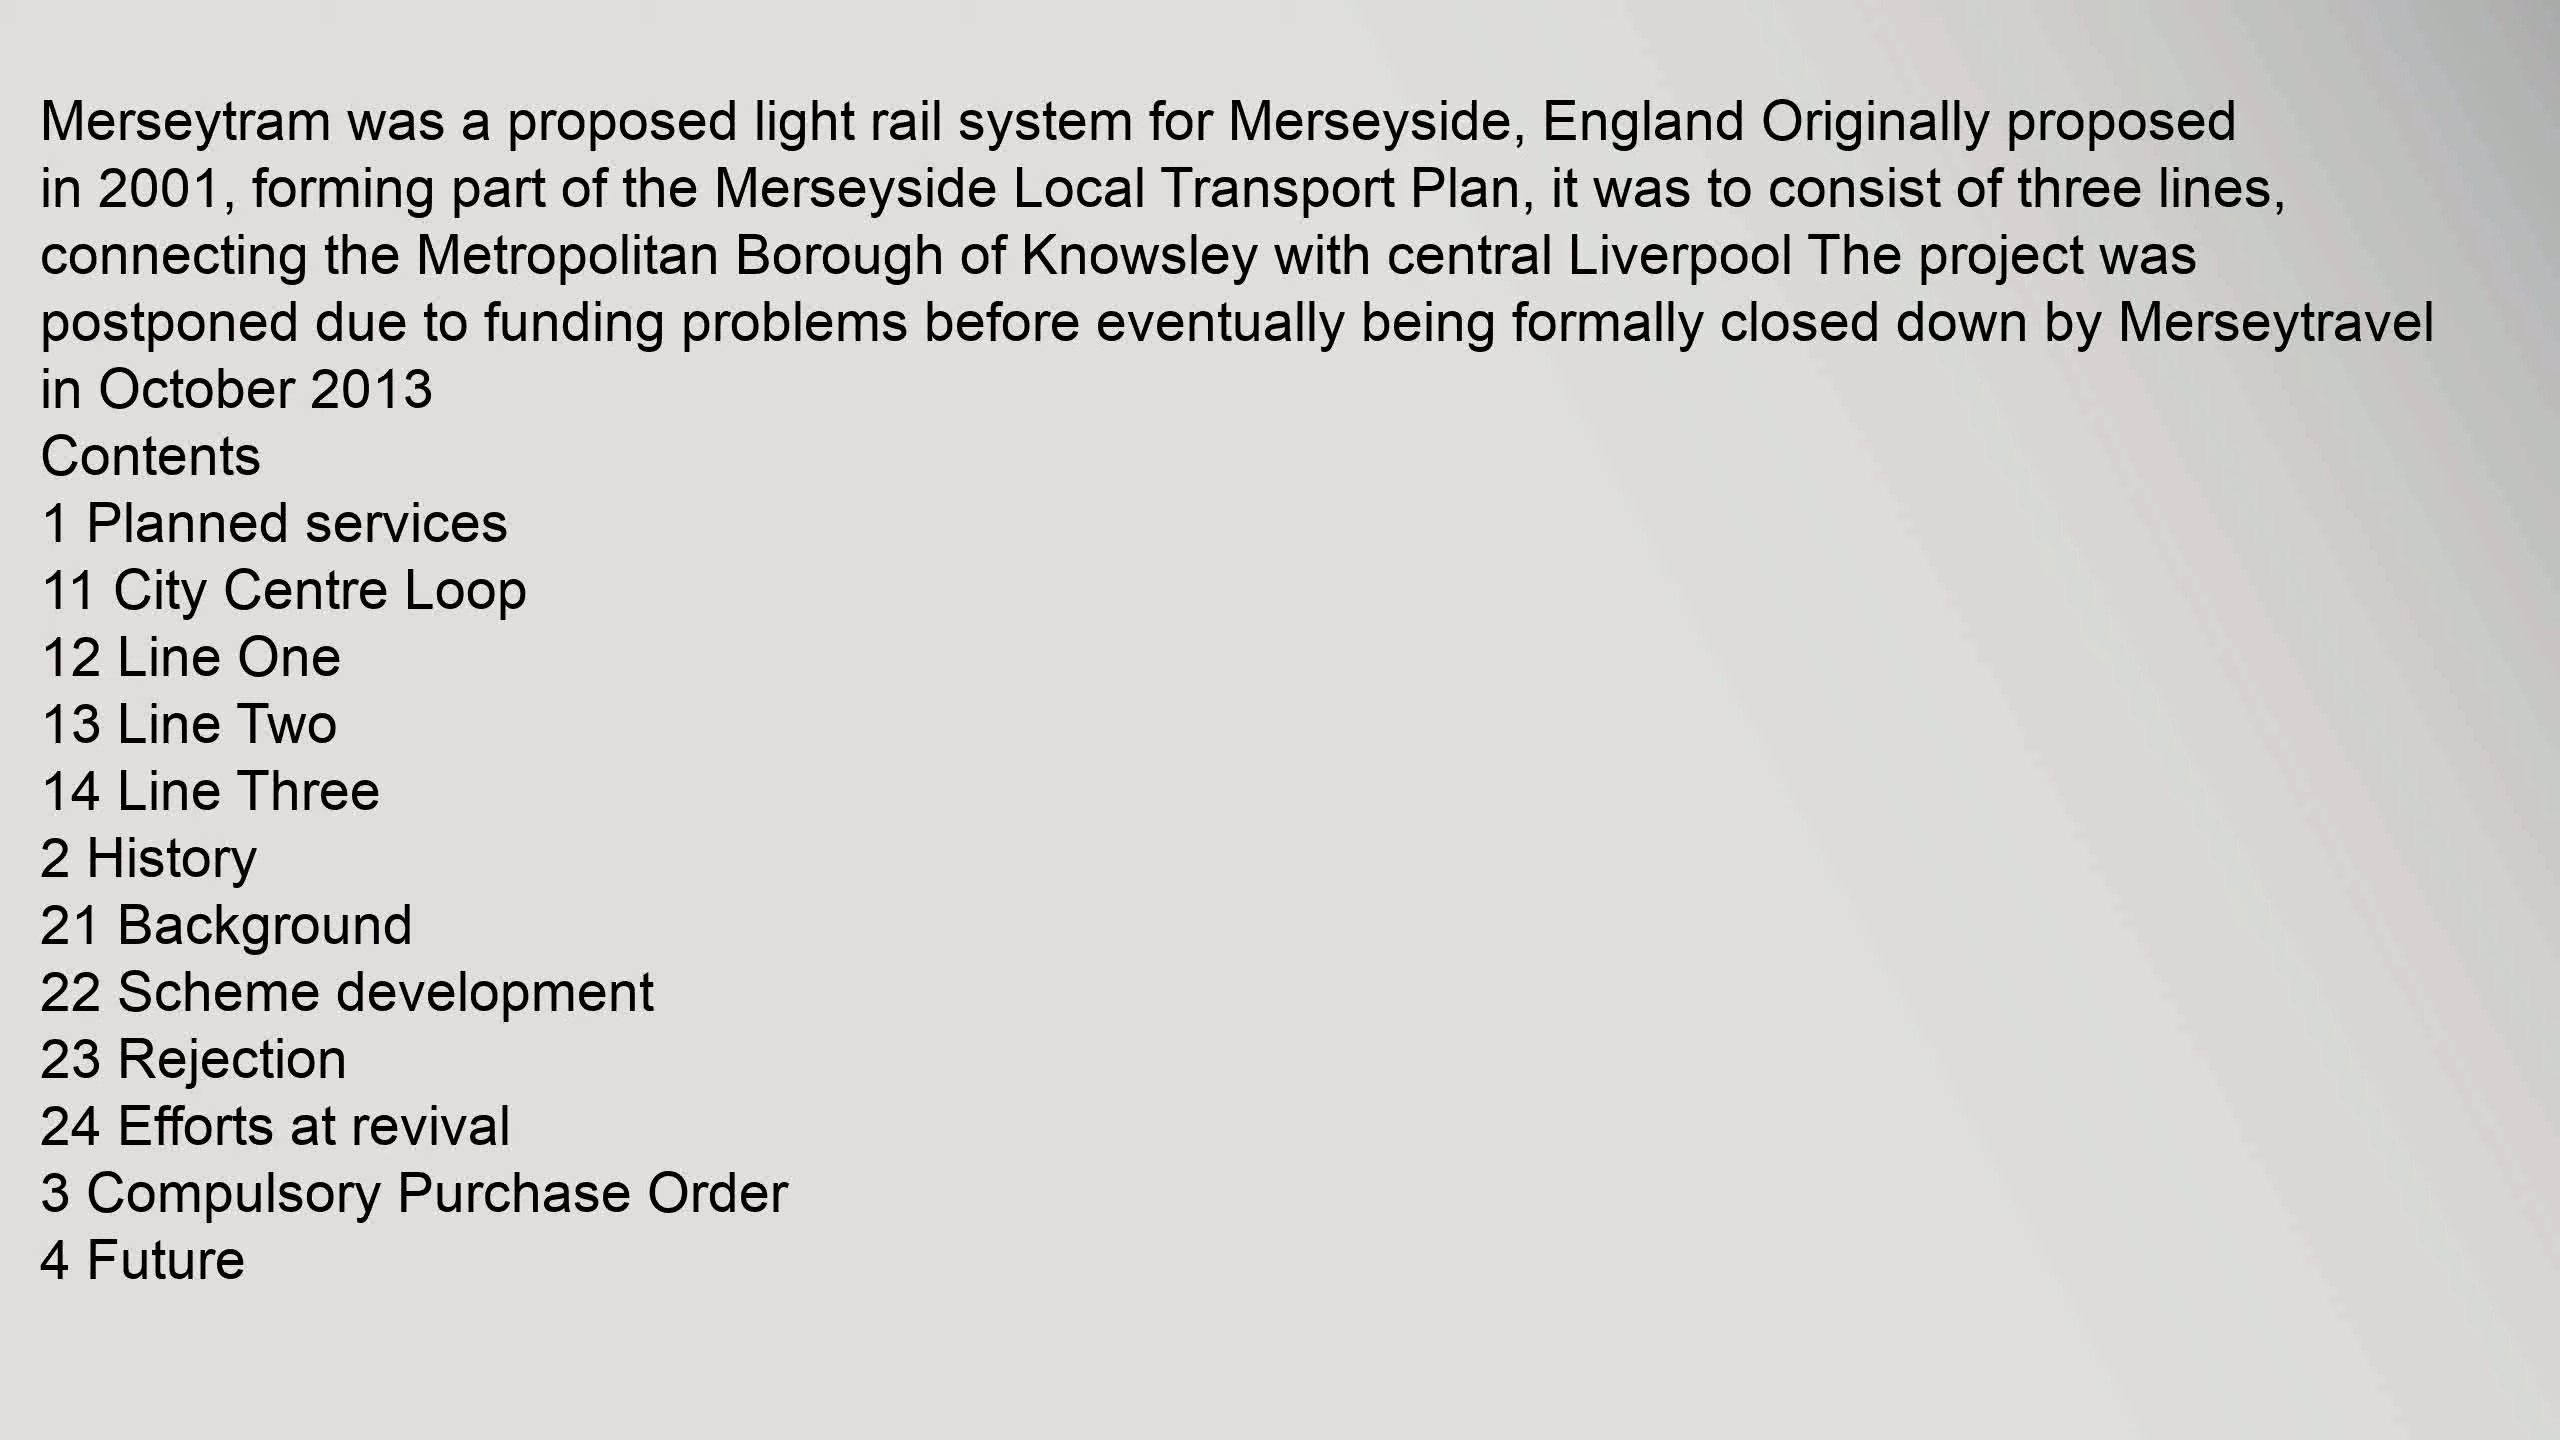 Merseytram was a proposed light rail system for Merseyside, England Originally proposed
in 2001, forming part of the Merseyside Local Transport Plan, it was to consist of three lines,
connecting the Metropolitan Borough of Knowsley with central Liverpool The project was
postponed due to funding problems before eventually being formally closed down by Merseytravel
in October 2013
Contents
1 Planned services
11 City Centre Loop
12 Line One
13 Line Two
14 Line Three
2 History
21 Background
22 Scheme development
23 Rejection
24 Efforts at revival
3 Compulsory Purchase Order
4 Future